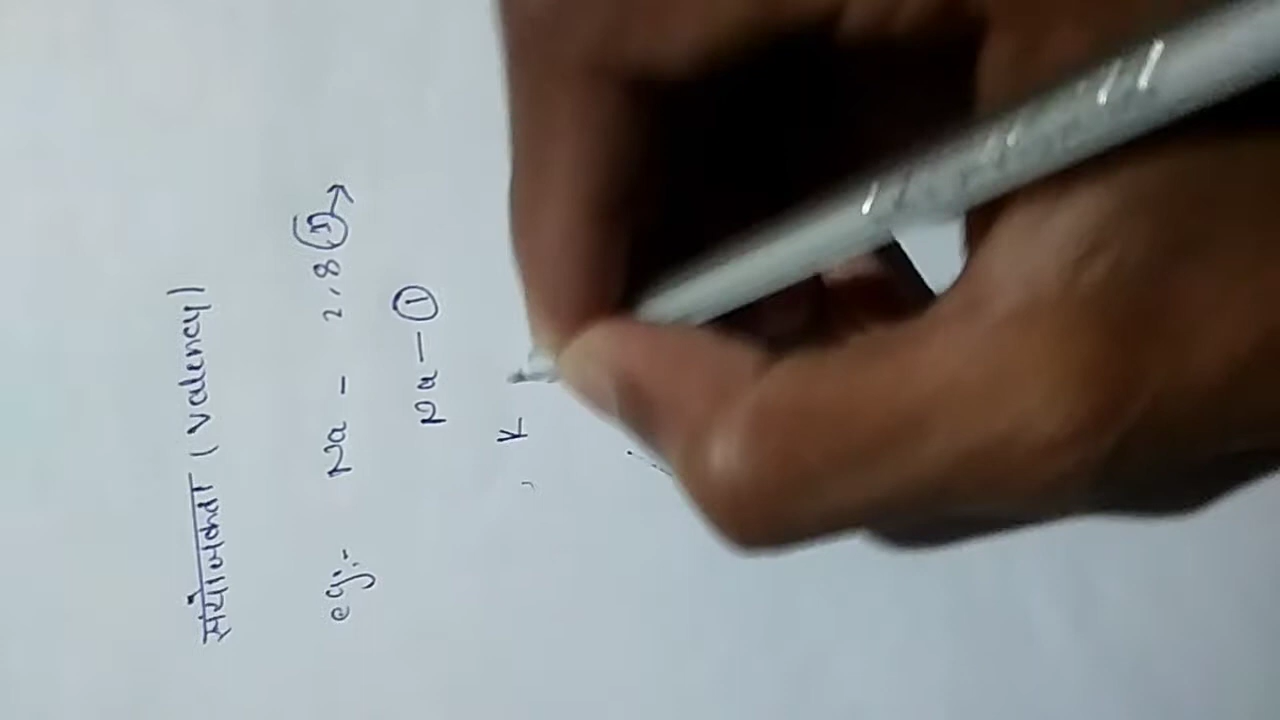 संयोजकता (Valency)
eg:- Na - 2,8,1→
Na - 1
, K -